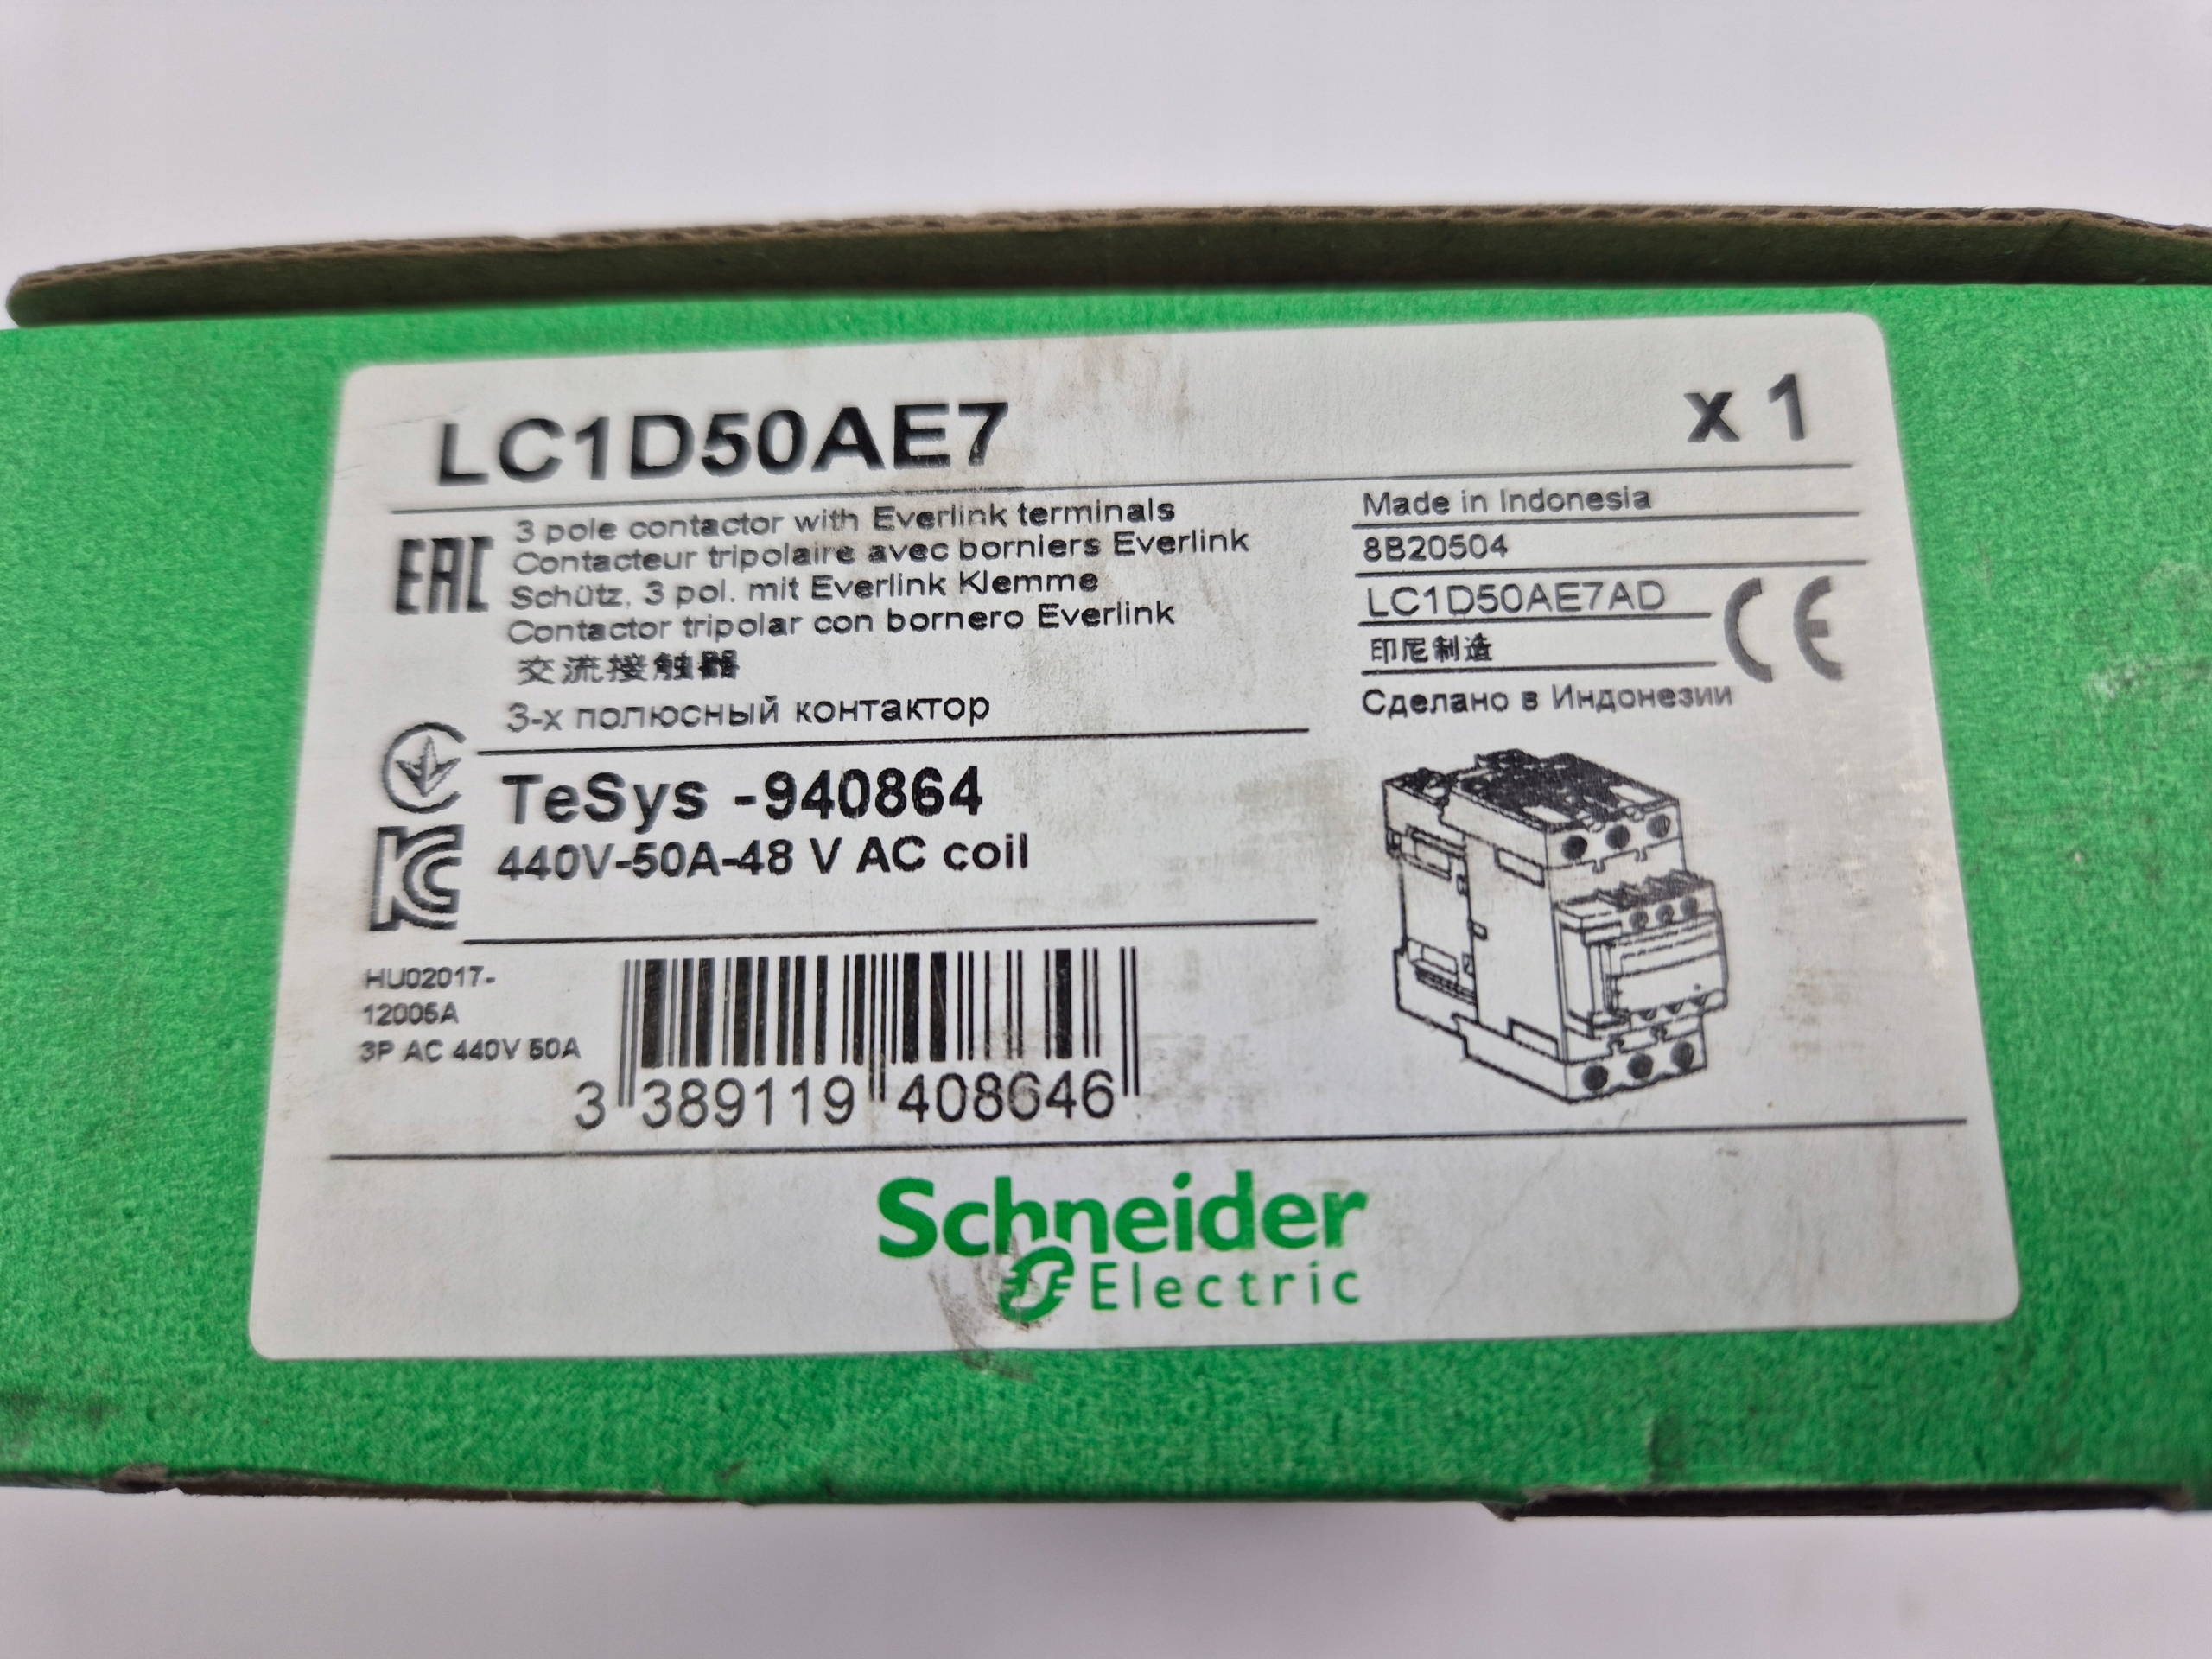 LC1D50AE7
x 1
EAC
3 pole contactor with Everlink terminals
Contacteur tripolaire avec borniers Everlink
Schütz, 3 pol. mit Everlink Klemme
Contactor tripolar con bornero Everlink
交流接触器
3-х полюсный контактор
Made in Indonesia
8B20504
LC1D50AE7AD
印尼制造
Сделано в Индонезии
CE
TeSys -940864
440V-50A-48 V AC coil
KC
HU02017-
12005A
3P AC 440V 50A
3 389119 408646
Schneider
Electric